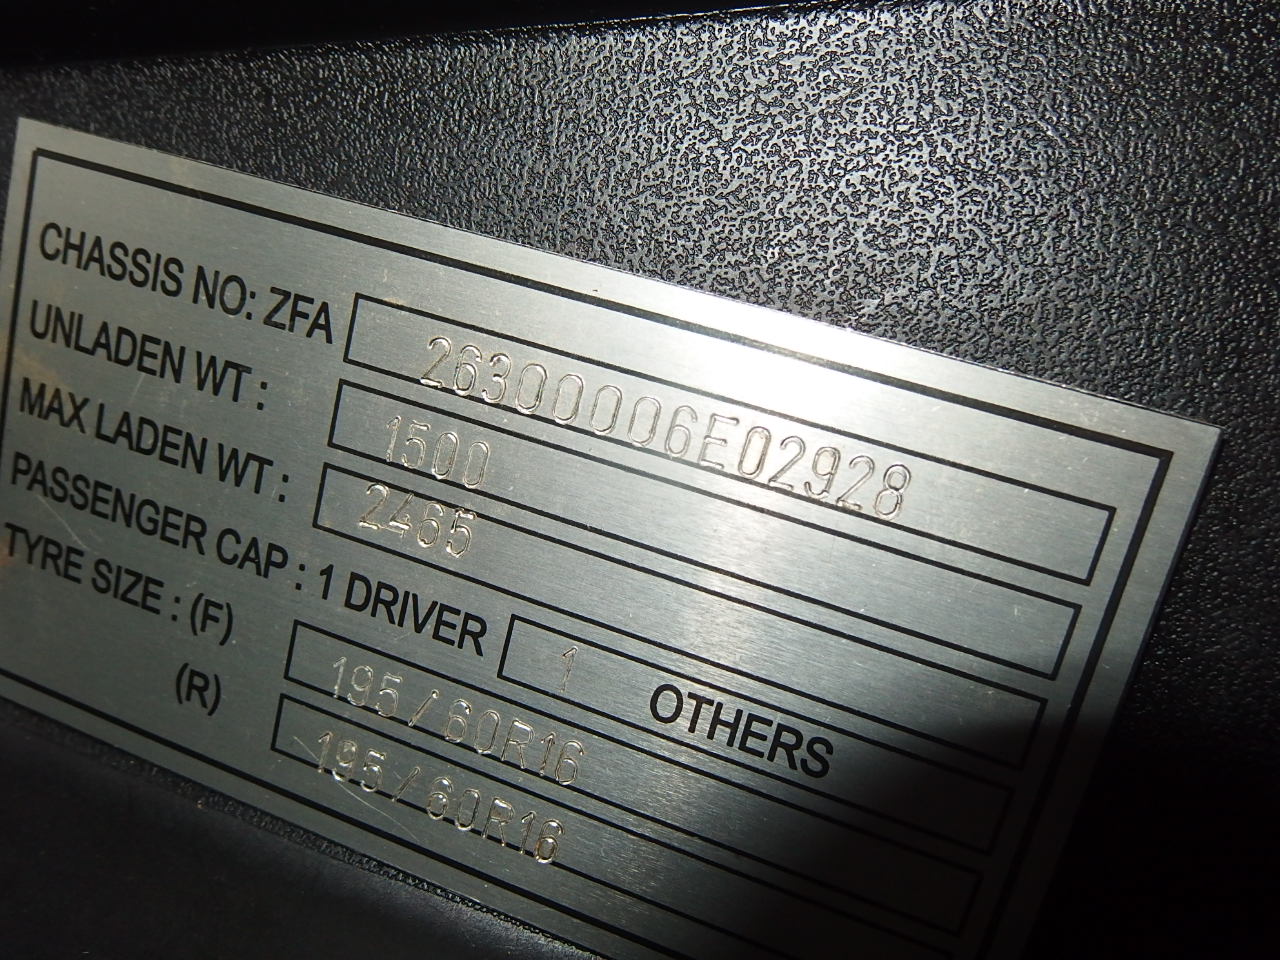 CHASSIS NO: ZFA 26300006E02928
UNLADEN WT : 1500
MAX LADEN WT : 2465
PASSENGER CAP : 1 DRIVER 1 OTHERS
TYRE SIZE : (F) 195/60R16
(R) 195/60R16